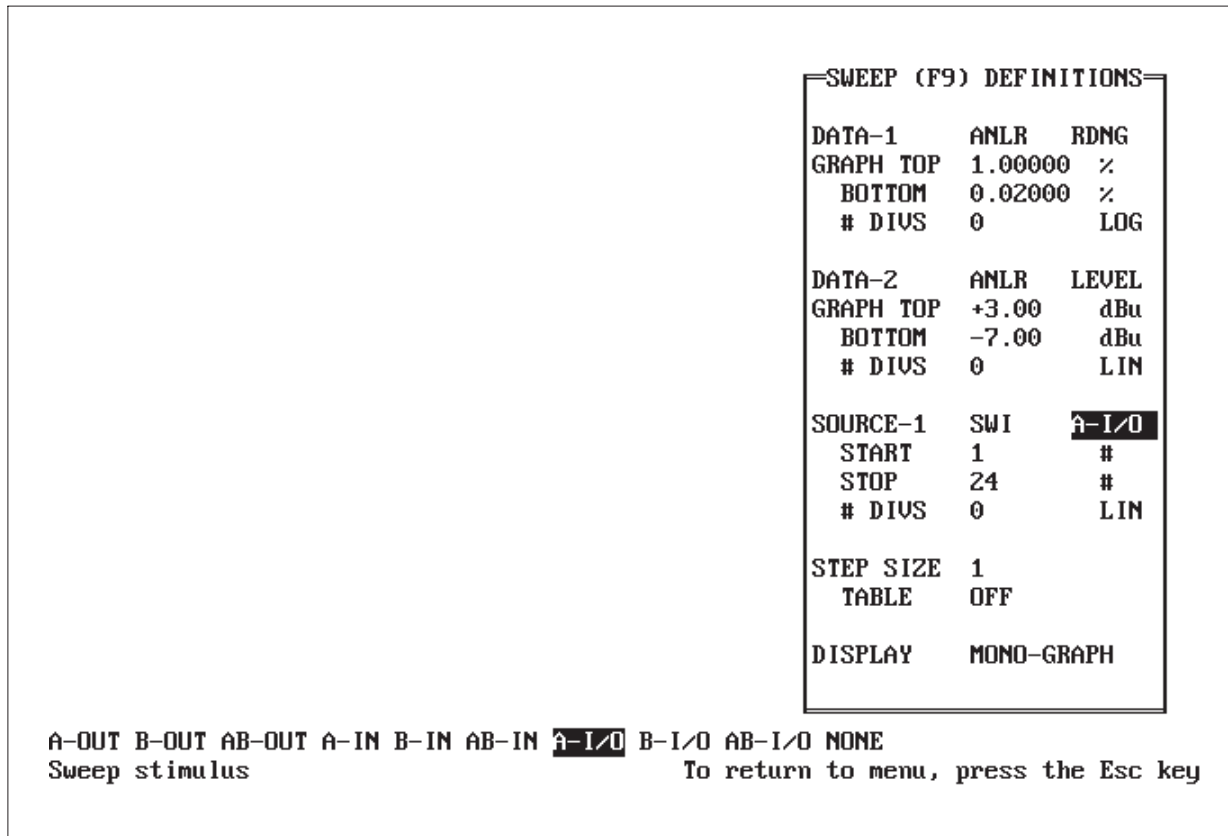 SWEEP (F9) DEFINITIONS
DATA-1 ANLR RDNG
GRAPH TOP 1.00000 %
BOTTOM 0.02000 %
# DIVS 0 LOG
DATA-2 ANLR LEVEL
GRAPH TOP +3.00 dBu
BOTTOM -7.00 dBu
# DIVS 0 LIN
SOURCE-1 SWI A-I/O
START 1 #
STOP 24 #
# DIVS 0 LIN
STEP SIZE 1
TABLE OFF
DISPLAY MONO-GRAPH
A-OUT B-OUT AB-OUT A-IN B-IN AB-IN A-I/O B-I/O AB-I/O NONE
Sweep stimulus To return to menu, press the Esc key